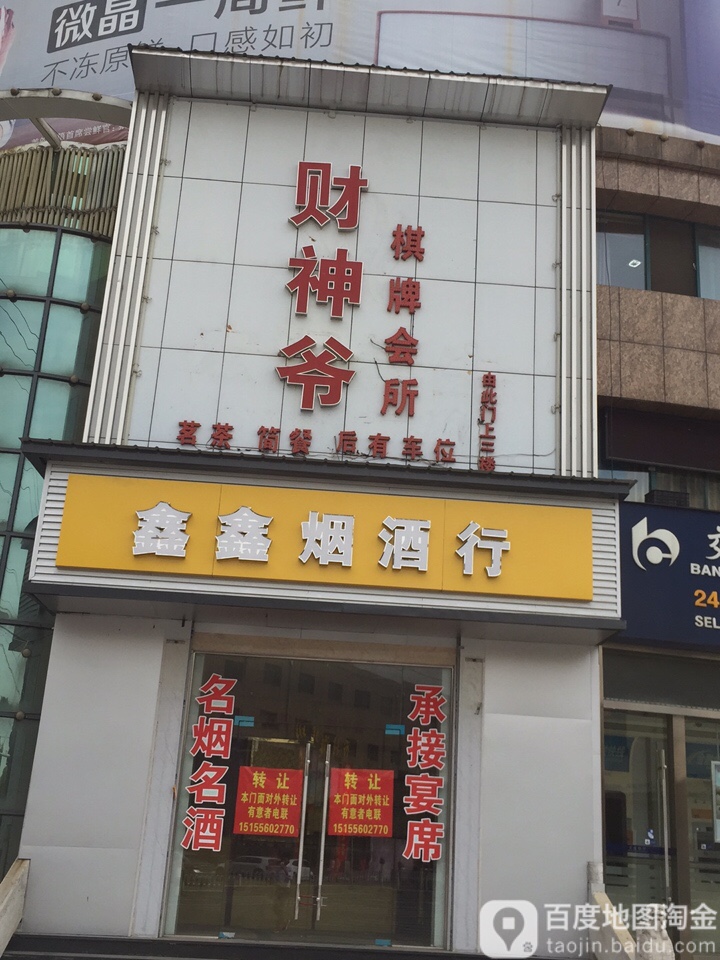 微晶一周鲜
不冻原味 口感如初
财神爷
棋牌会所
由此门上三楼
茗茶 简餐 后有车位
鑫鑫烟酒行
BAN
24
SEL
名烟名酒
承接宴席
转让
本门面对外转让
有意者电联
15155602770
转让
本门面对外转让
有意者电联
15155602770
百度地图淘金
taojin.baidu.com